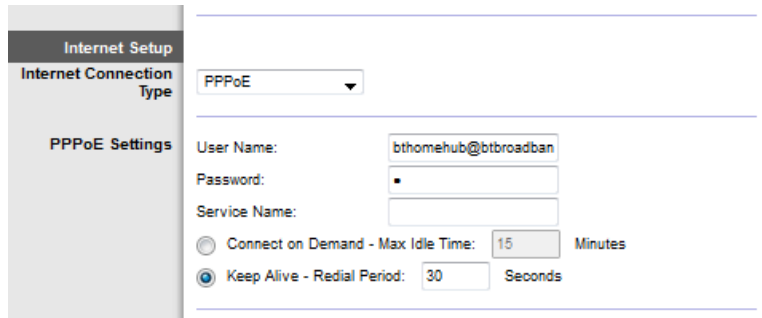 Internet Setup
Internet Connection Type
PPPoE
PPPoE Settings
User Name: bthomehub@btbroadban
Password: •
Service Name:
Connect on Demand - Max Idle Time: 15 Minutes
Keep Alive - Redial Period: 30 Seconds